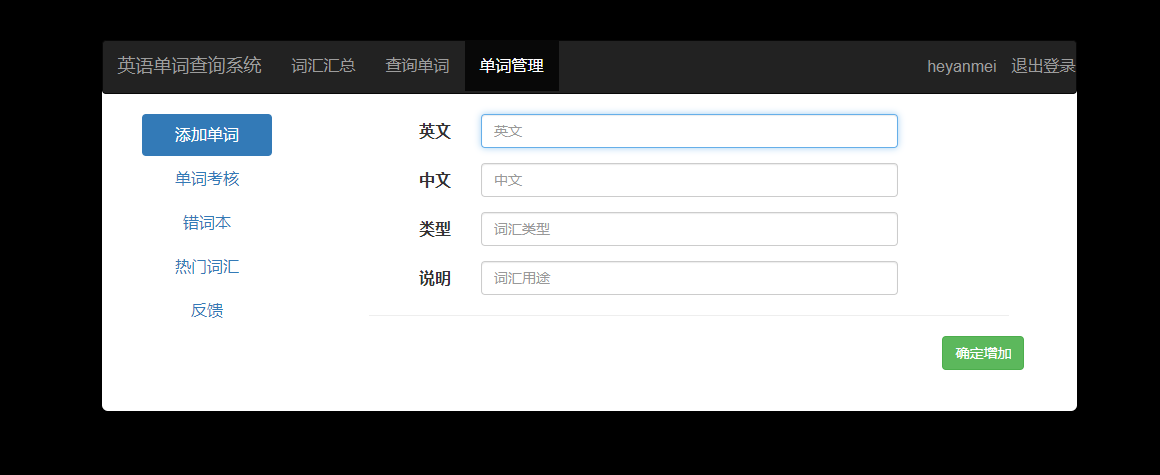 英语单词查询系统 词汇汇总 查询单词 单词管理 heyanmei 退出登录
添加单词
单词考核
错词本
热门词汇
反馈
英文 英文
中文 中文
类型 词汇类型
说明 词汇用途
确定增加